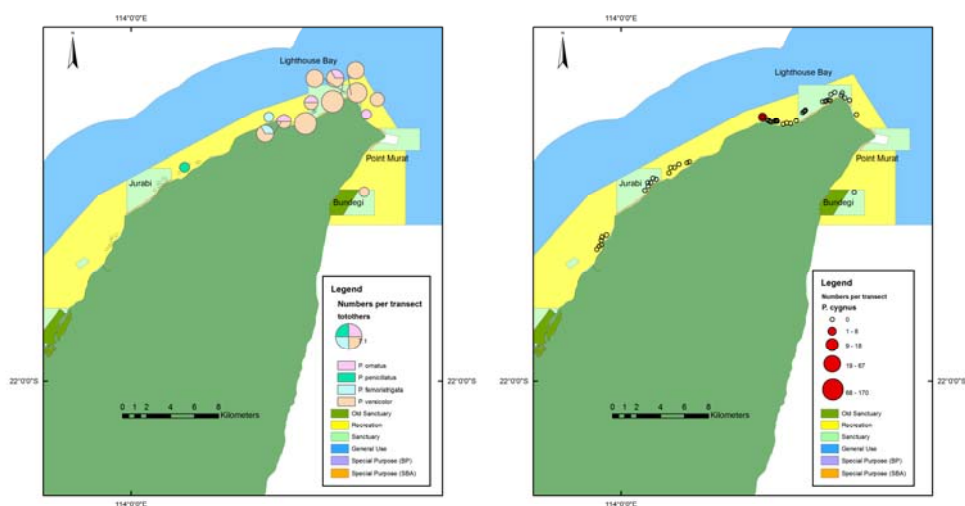 114°0'0"E
N
Lighthouse Bay
Point Murat
Jurabi
Bundegi
Legend
Numbers per transect
totothers
P. ornatus
P. penicillatus
P. femoristrigata
P. versicolor
Old Sanctuary
Recreation
Sanctuary
General Use
Special Purpose (BP)
Special Purpose (SBA)
22°0'0"S
0 1 2 4 6 8
Kilometers
114°0'0"E
114°0'0"E
N
Lighthouse Bay
Point Murat
Jurabi
Bundegi
Legend
Numbers per transect
P. cygnus
0
1 - 8
9 - 18
19 - 67
68 - 170
Old Sanctuary
Recreation
Sanctuary
General Use
Special Purpose (BP)
Special Purpose (SBA)
22°0'0"S
22°0'0"S
0 1 2 4 6 8
Kilometers
114°0'0"E